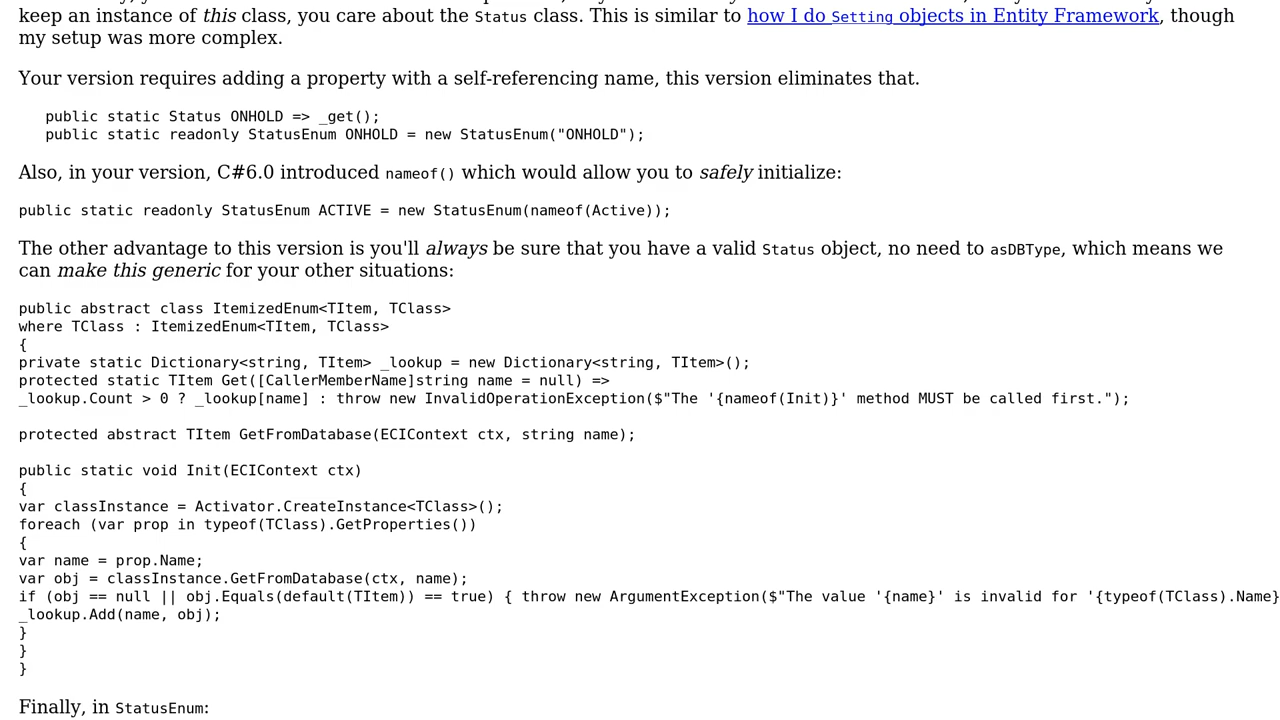 keep an instance of this class, you care about the Status class. This is similar to how I do Setting objects in Entity Framework, though
my setup was more complex.
Your version requires adding a property with a self-referencing name, this version eliminates that.
public static Status ONHOLD => _get();
public static readonly StatusEnum ONHOLD = new StatusEnum("ONHOLD");
Also, in your version, C#6.0 introduced nameof() which would allow you to safely initialize:
public static readonly StatusEnum ACTIVE = new StatusEnum(nameof(Active));
The other advantage to this version is you'll always be sure that you have a valid Status object, no need to asDBType, which means we
can make this generic for your other situations:
public abstract class ItemizedEnum<TItem, TClass>
where TClass : ItemizedEnum<TItem, TClass>
{
private static Dictionary<string, TItem> _lookup = new Dictionary<string, TItem>();
protected static TItem Get([CallerMemberName]string name = null) =>
_lookup.Count > 0 ? _lookup[name] : throw new InvalidOperationException($"The '{nameof(Init)}' method MUST be called first.");
protected abstract TItem GetFromDatabase(ECIContext ctx, string name);
public static void Init(ECIContext ctx)
{
var classInstance = Activator.CreateInstance<TClass>();
foreach (var prop in typeof(TClass).GetProperties())
{
var name = prop.Name;
var obj = classInstance.GetFromDatabase(ctx, name);
if (obj == null || obj.Equals(default(TItem)) == true) { throw new ArgumentException($"The value '{name}' is invalid for '{typeof(TClass).Name}
_lookup.Add(name, obj);
}
}
}
Finally, in StatusEnum: